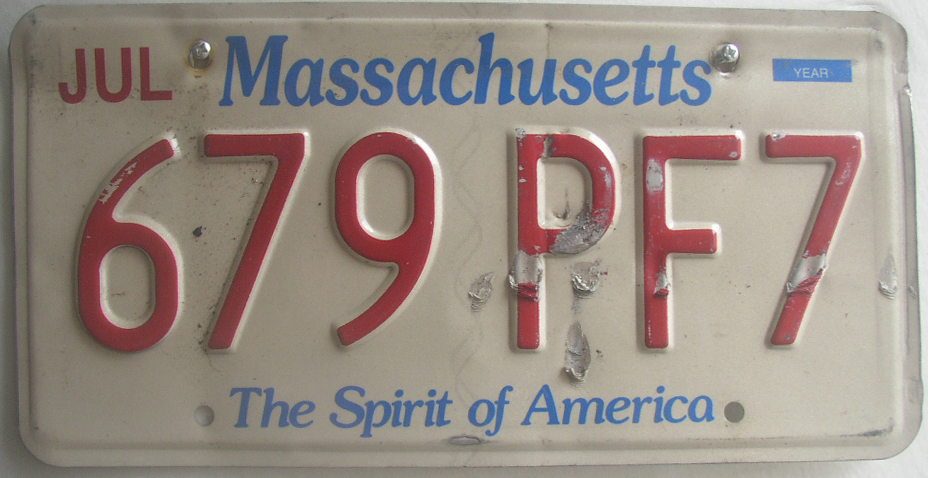 JUL Massachusetts YEAR
679 PF7
The Spirit of America